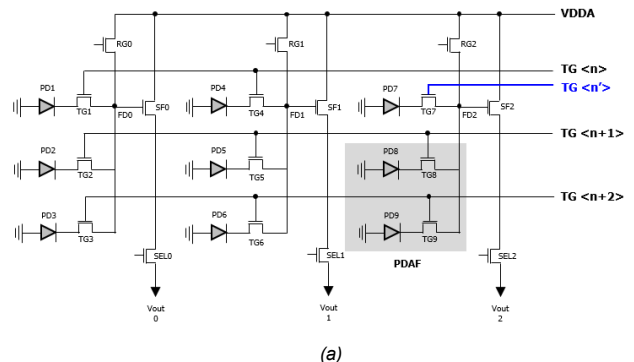 VDDA
RG0 RG1 RG2
TG <n>
PD1 PD4 PD7 TG <n'>
TG1 FD0 SF0 TG4 FD1 SF1 TG7 FD2 SF2
TG <n+1>
PD2 PD5 PD8
TG2 TG5 TG8
TG <n+2>
PD3 PD6 PD9
TG3 TG6 TG9
SEL0 SEL1 SEL2
PDAF
Vout Vout Vout
0 1 2
(a)